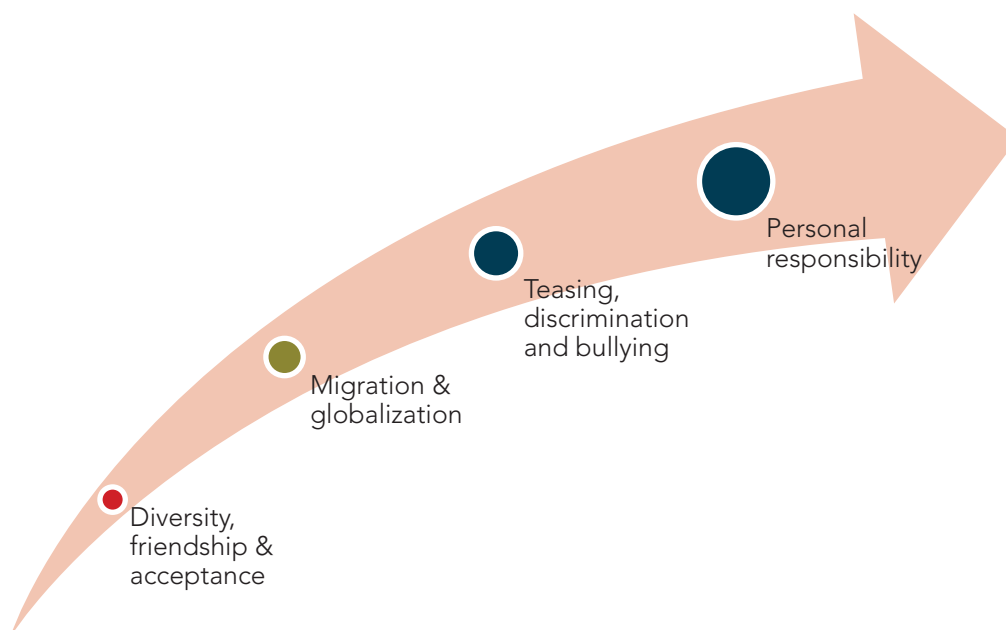 Personal
responsibility
Teasing,
discrimination
and bullying
Migration &
globalization
Diversity,
friendship &
acceptance